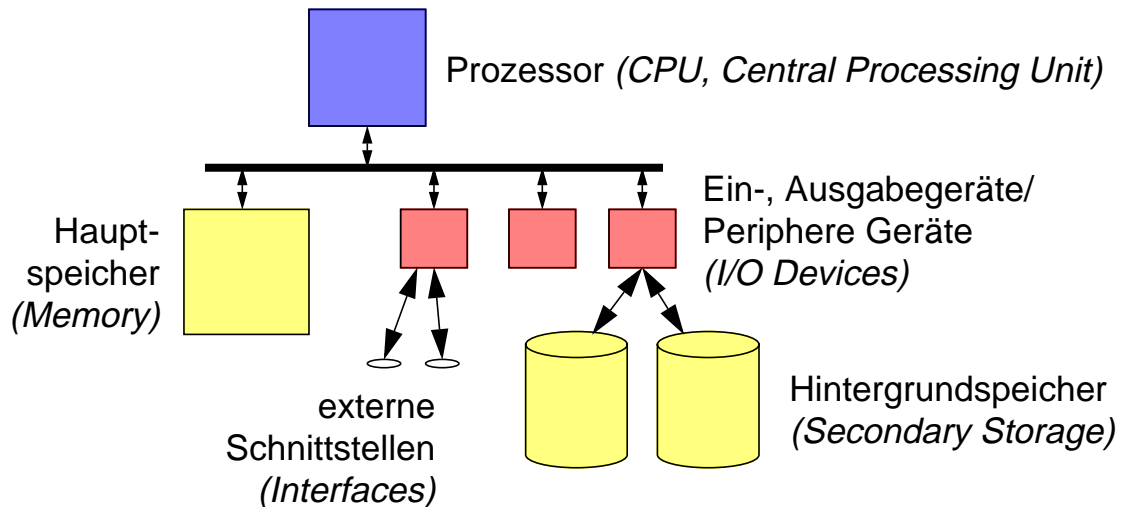 Prozessor (CPU, Central Processing Unit)
Ein-, Ausgabegeräte/
Periphere Geräte
(I/O Devices)
Haupt-
speicher
(Memory)
externe
Schnittstellen
(Interfaces)
Hintergrundspeicher
(Secondary Storage)